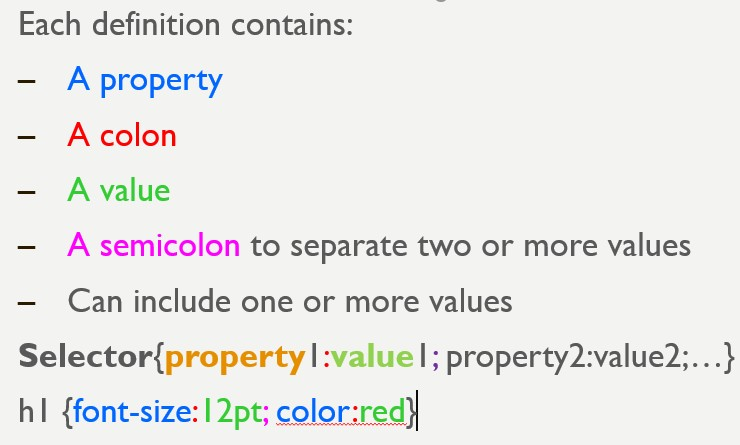 Each definition contains:
– A property
– A colon
– A value
– A semicolon to separate two or more values
– Can include one or more values
Selector{property1:value1; property2:value2;…}
h1 {font-size:12pt; color:red}